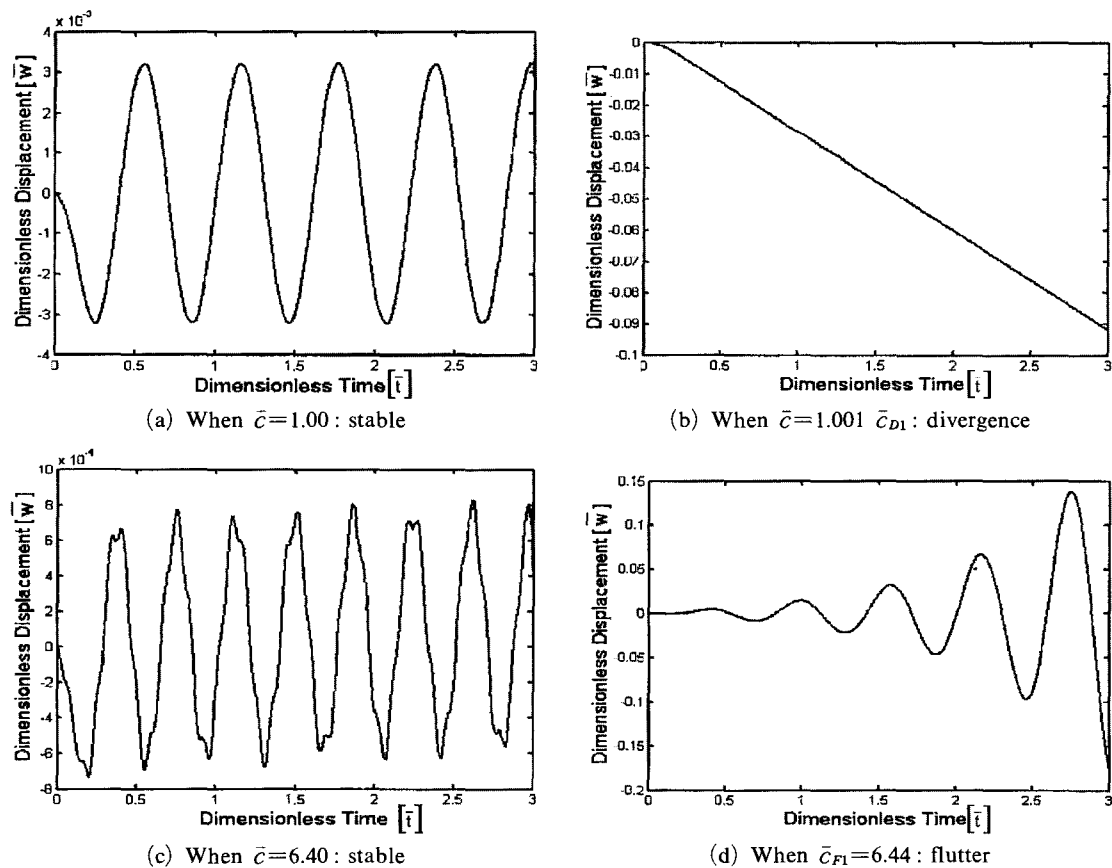 × 10⁻³
4
3
2
1
0
-1
-2
-3
-4
0 0.5 1 1.5 2 2.5 3
Dimensionless Displacement [w̄]
Dimensionless Time [t̄]
(a) When c̄=1.00 : stable
0
-0.01
-0.02
-0.03
-0.04
-0.05
-0.06
-0.07
-0.08
-0.09
-0.1
0 0.5 1 1.5 2 2.5 3
Dimensionless Displacement [w̄]
Dimensionless Time [t̄]
(b) When c̄=1.001 c̄_D1 : divergence
× 10⁻⁴
10
8
6
4
2
0
-2
-4
-6
-8
0 0.5 1 1.5 2 2.5 3
Dimensionless Displacement [w̄]
Dimensionless Time [t̄]
(c) When c̄=6.40 : stable
0.15
0.1
0.05
0
0.05
-0.1
-0.15
-0.2
0 0.5 1 1.5 2 2.5 3
Dimensionless Displacement [w̄]
Dimensionless Time [t̄]
(d) When c̄_F1=6.44 : flutter